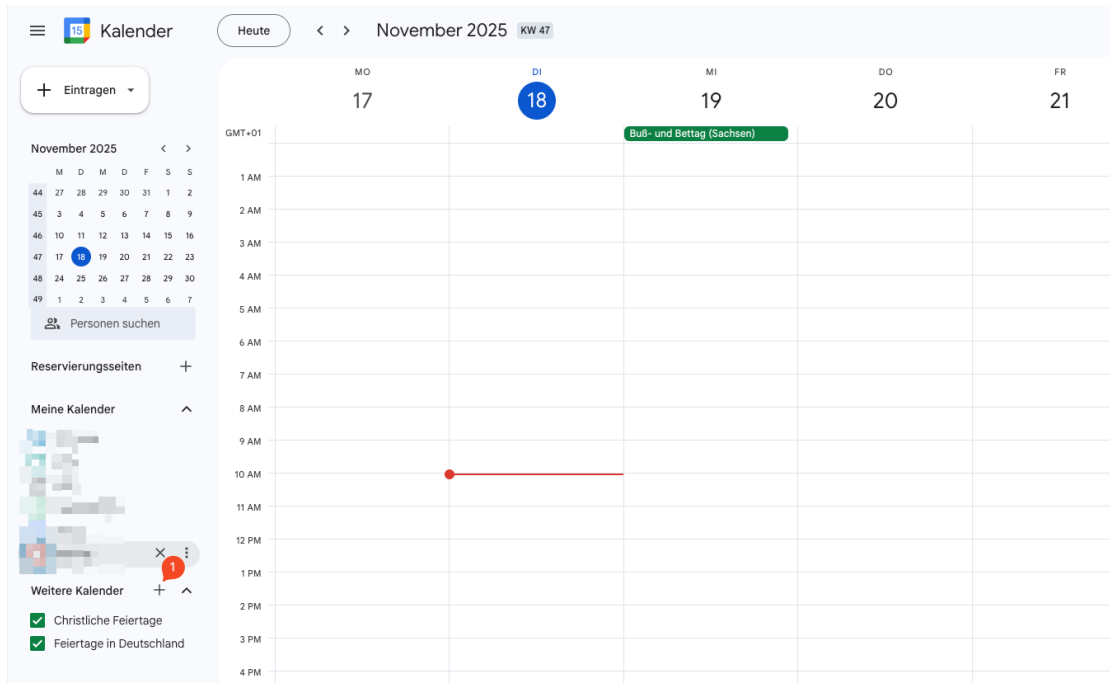 15 Kalender
Heute
November 2025 KW 47
Eintragen
MO DI MI DO FR
17 18 19 20 21
GMT+01
Buß- und Bettag (Sachsen)
November 2025
M D M D F S S
44 27 28 29 30 31 1 2
45 3 4 5 6 7 8 9
46 10 11 12 13 14 15 16
47 17 18 19 20 21 22 23
48 24 25 26 27 28 29 30
49 1 2 3 4 5 6 7
Personen suchen
Reservierungsseiten
Meine Kalender
1
Weitere Kalender
Christliche Feiertage
Feiertage in Deutschland
1 AM
2 AM
3 AM
4 AM
5 AM
6 AM
7 AM
8 AM
9 AM
10 AM
11 AM
12 PM
1 PM
2 PM
3 PM
4 PM